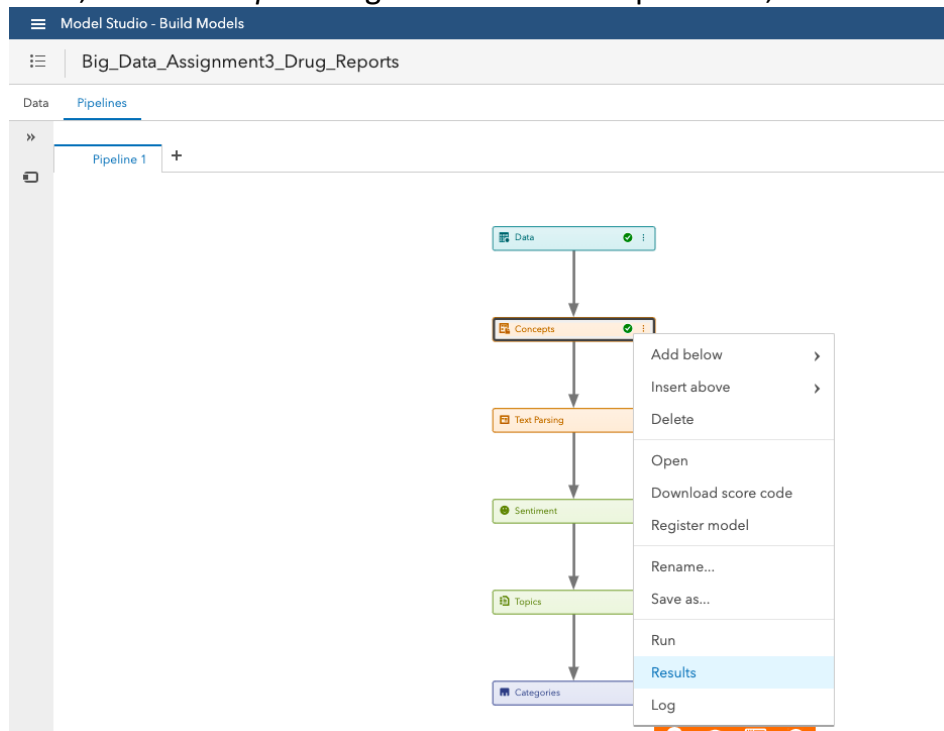 Model Studio - Build Models
Big_Data_Assignment3_Drug_Reports
Data Pipelines
Pipeline 1 +
Data
Concepts
Add below
Insert above
Text Parsing
Delete
Open
Download score code
Sentiment
Register model
Rename...
Topics
Save as...
Run
Results
Categories
Log